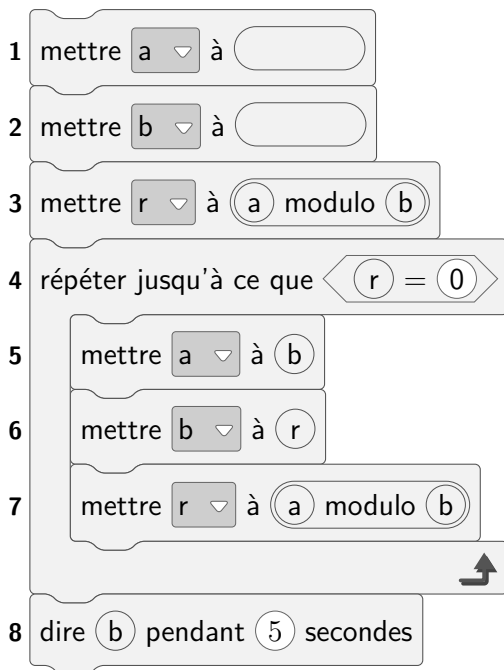 1 mettre a à
2 mettre b à
3 mettre r à a modulo b
4 répéter jusqu'à ce que r = 0
5 mettre a à b
6 mettre b à r
7 mettre r à a modulo b
8 dire b pendant 5 secondes